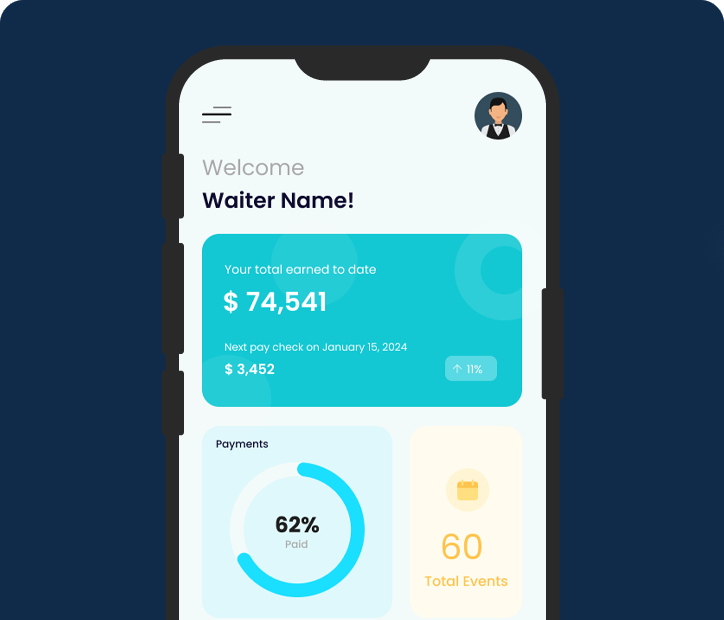 Welcome
Waiter Name!
Your total earned to date
$ 74,541
Next pay check on January 15, 2024
$ 3,452
↑ 11%
Payments
62%
Paid
60
Total Events